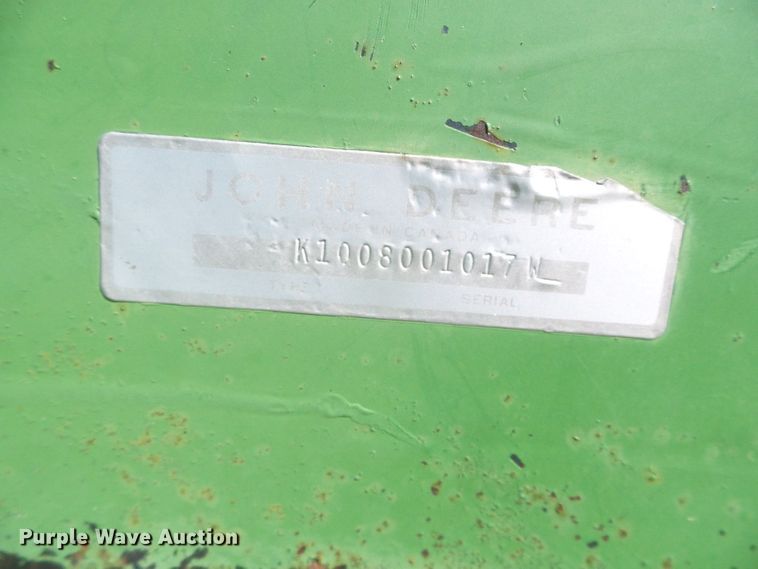 JOHN DEERE
MADE IN CANADA
K1008001017W
TYPE SERIAL
Purple Wave Auction